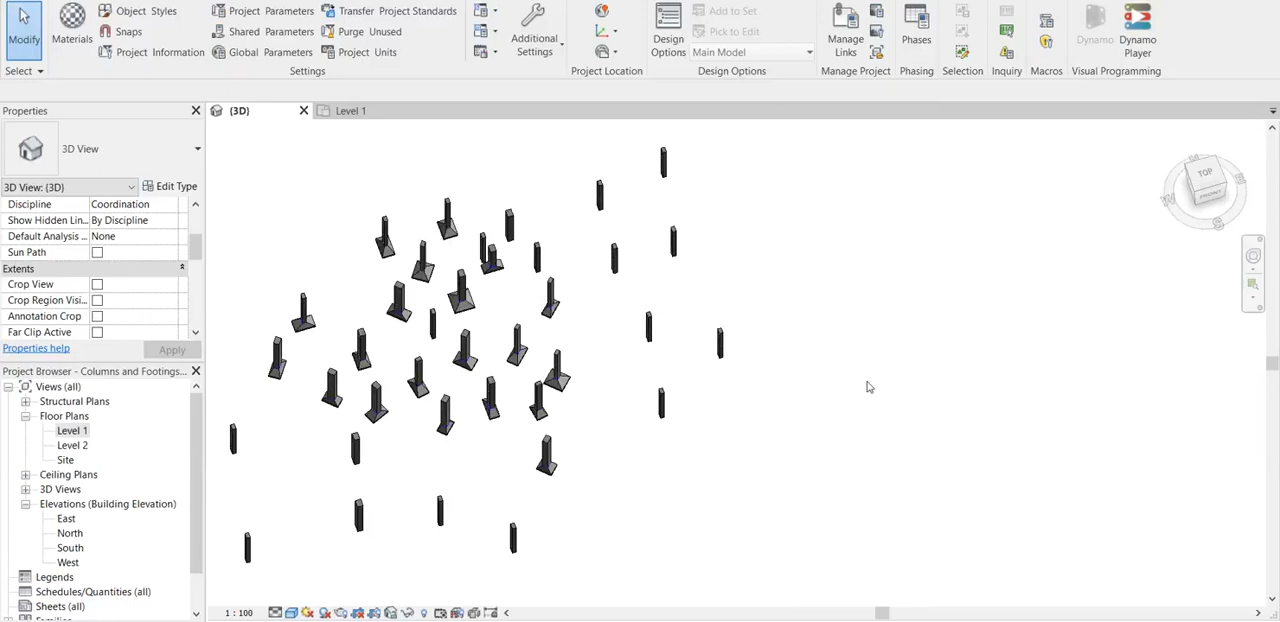 Object Styles Project Parameters Transfer Project Standards Add to Set
Snaps Shared Parameters Purge Unused Pick to Edit
Modify Materials Additional Settings Design Options Manage Links Phases Dynamo Dynamo Player
Project Information Global Parameters Project Units Main Model
Select Settings Project Location Design Options Manage Project Phasing Selection Inquiry Macros Visual Programming
Properties {3D} Level 1
3D View
3D View: {3D} Edit Type
Discipline Coordination
Show Hidden Lin... By Discipline
Default Analysis ... None
Sun Path
Extents
Crop View
Crop Region Visi...
Annotation Crop
Far Clip Active
Properties help Apply
Project Browser - Columns and Footings...
Views (all)
Structural Plans
Floor Plans
Level 1
Level 2
Site
Ceiling Plans
3D Views
Elevations (Building Elevation)
East
North
South
West
Legends
Schedules/Quantities (all)
Sheets (all)
Families
TOP
FRONT
W
S
1 : 100